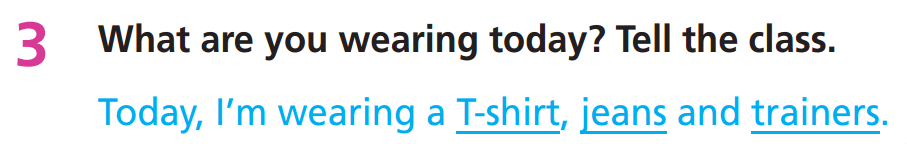 3 What are you wearing today? Tell the class.
Today, I'm wearing a T-shirt, jeans and trainers.